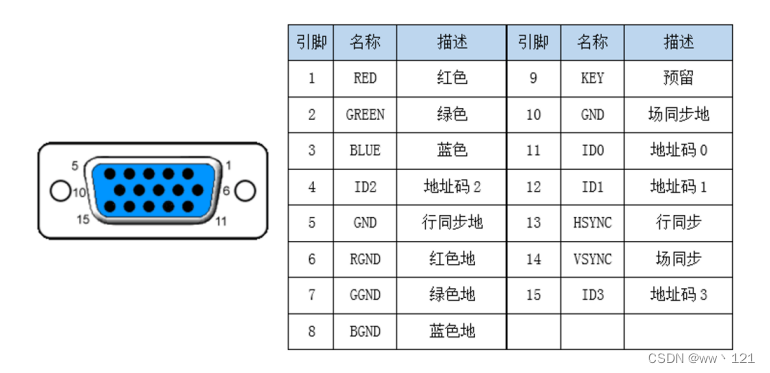 5
1
10
6
15
11
引脚 名称 描述 引脚 名称 描述
1 RED 红色 9 KEY 预留
2 GREEN 绿色 10 GND 场同步地
3 BLUE 蓝色 11 ID0 地址码0
4 ID2 地址码2 12 ID1 地址码1
5 GND 行同步地 13 HSYNC 行同步
6 RGND 红色地 14 VSYNC 场同步
7 GGND 绿色地 15 ID3 地址码3
8 BGND 蓝色地
CSDN @ww丶121